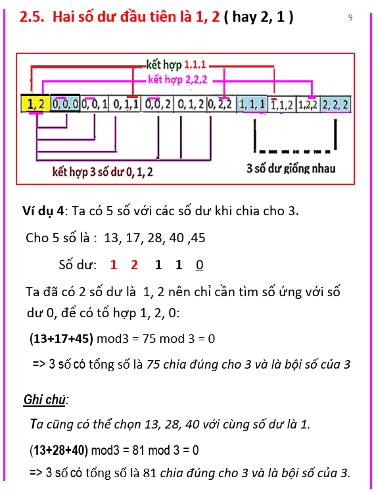 2.5. Hai số dư đầu tiên là 1, 2 ( hay 2, 1 )
9
kết hợp 1,1,1
kết hợp 2,2,2
1, 2 0,0,0 0,0,1 0,1,1 0,0,2 0,1,2 0,2,2 1,1,1 1,1,2 1,2,2 2,2,2
kết hợp 3 số dư 0, 1, 2
3 số dư giống nhau
Ví dụ 4: Ta có 5 số với các số dư khi chia cho 3.
Cho 5 số là : 13, 17, 28, 40 ,45
Số dư: 1 2 1 1 0
Ta đã có 2 số dư là 1, 2 nên chỉ cần tìm số ứng với số
dư 0, để có tổ hợp 1, 2, 0:
(13+17+45) mod3 = 75 mod 3 = 0
=> 3 số có tổng số là 75 chia đúng cho 3 và là bội số của 3
Ghi chú:
Ta cũng có thể chọn 13, 28, 40 với cùng số dư là 1.
(13+28+40) mod3 = 81 mod 3 = 0
=> 3 số có tổng số là 81 chia đúng cho 3 và là bội số của 3.